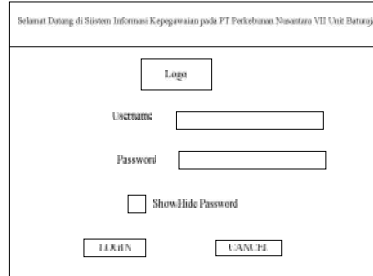 Selamat Datang di Siistem Informasi Kepegawaian pada PT Perkebunan Nusantara VII Unit Baturaja
Logo
Username
Password
Show/Hide Password
LOGIN
CANCEL